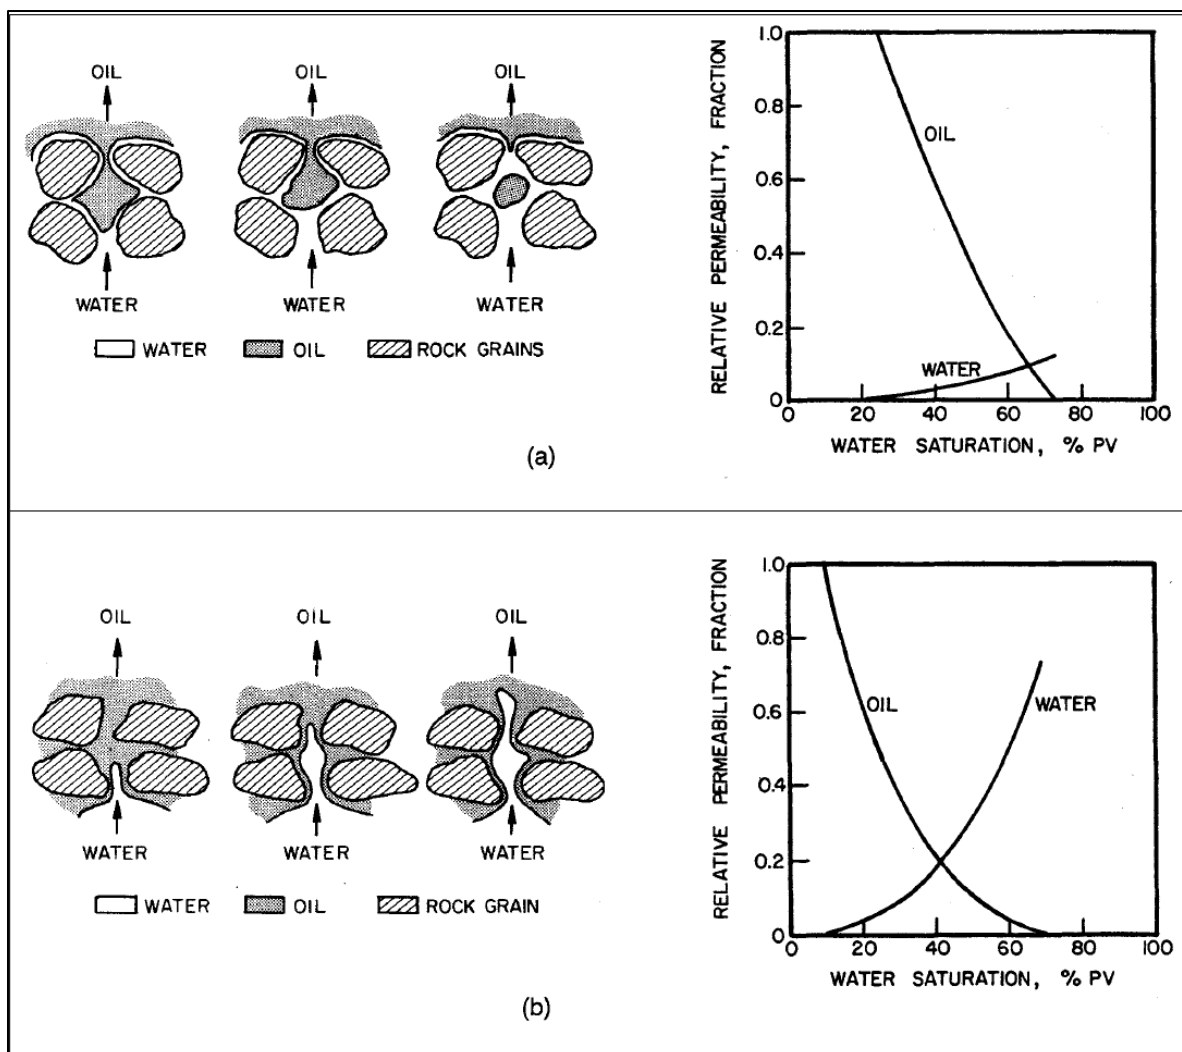 OIL OIL OIL
WATER WATER WATER
WATER OIL ROCK GRAINS
RELATIVE PERMEABILITY, FRACTION
1.0
0.8
0.6
0.4
0.2
0
OIL
WATER
0 20 40 60 80 100
WATER SATURATION, % PV
(a)
OIL OIL OIL
WATER WATER WATER
WATER OIL ROCK GRAIN
RELATIVE PERMEABILITY, FRACTION
1.0
0.8
0.6
0.4
0.2
0
OIL WATER
0 20 40 60 80 100
WATER SATURATION, % PV
(b)